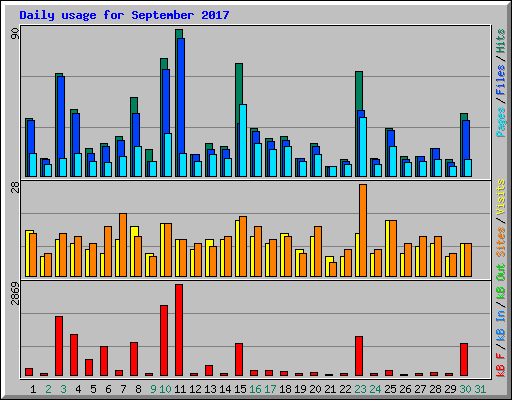 Daily usage for September 2017
90
Pages / Files / Hits
28
Sites / Visits
2869
kB F / kB In / kB Out
1 2 3 4 5 6 7 8 9 10 11 12 13 14 15 16 17 18 19 20 21 22 23 24 25 26 27 28 29 30 31